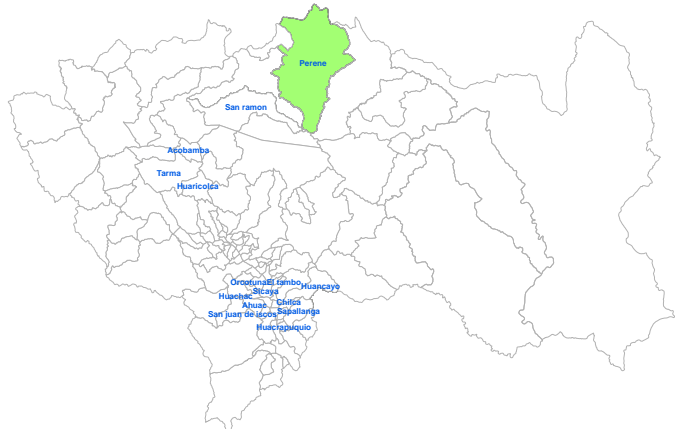 Perene
San ramon
Acobamba
Tarma
Huaricolca
Orcotuna El tambo
Sicaya
Huancayo
Huachac
Ahuac
Chilca
San juan de iscos
Sapallanga
Huacrapuquio